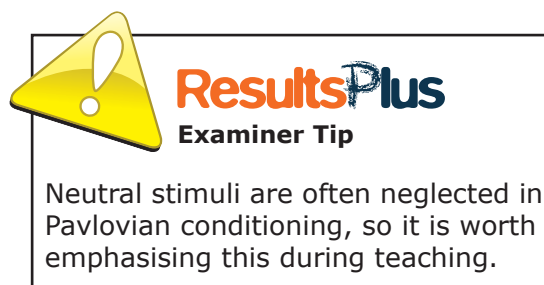 ResultsPlus
Examiner Tip
Neutral stimuli are often neglected in
Pavlovian conditioning, so it is worth
emphasising this during teaching.